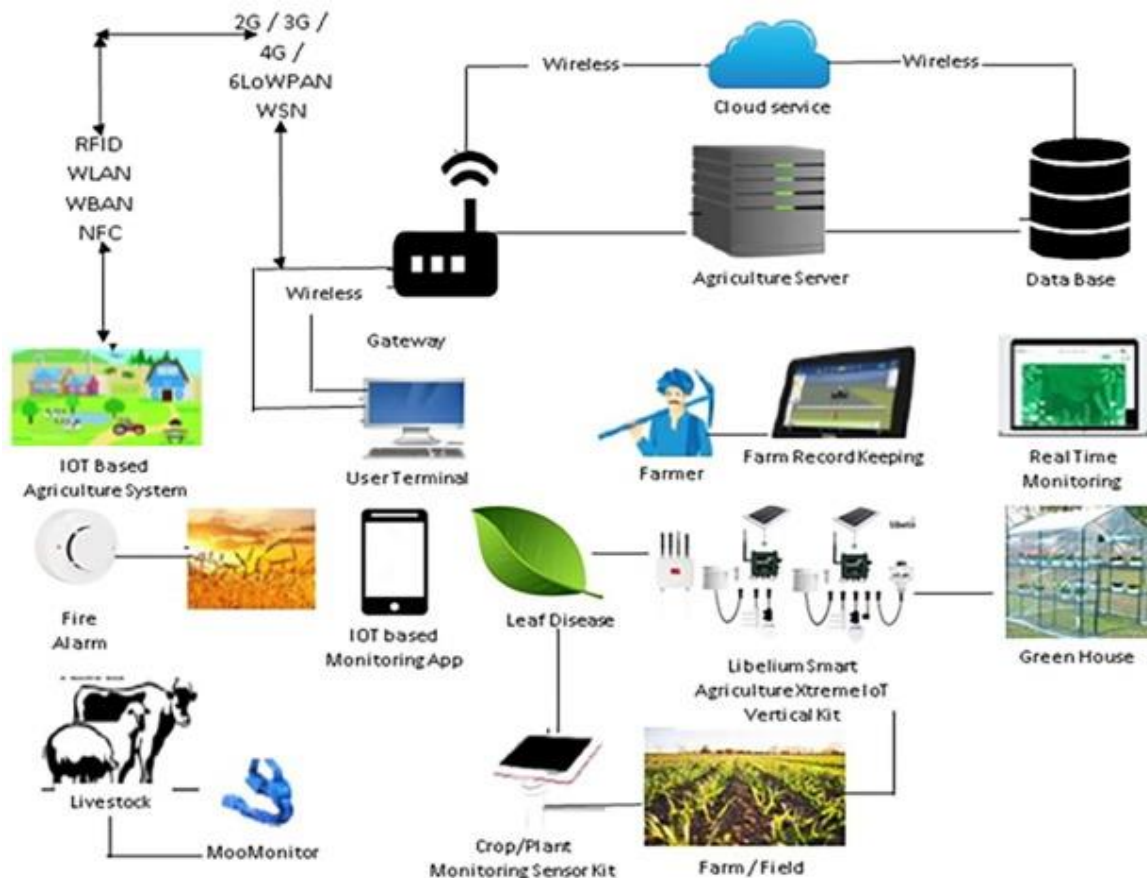 2G / 3G /
4G /
6LoWPAN
WSN
Wireless
Wireless
Cloud service
RFID
WLAN
WBAN
NFC
Agriculture Server
Data Base
Wireless
Gateway
IOT Based
Agriculture System
User Terminal
Farmer
Farm Record Keeping
Real Time
Monitoring
Fire
Alarm
IOT based
Monitoring App
Leaf Disease
Libelium Smart
Agriculture Xtreme IoT
Vertical Kit
Green House
Livestock
MooMonitor
Crop/Plant
Monitoring Sensor Kit
Farm / Field